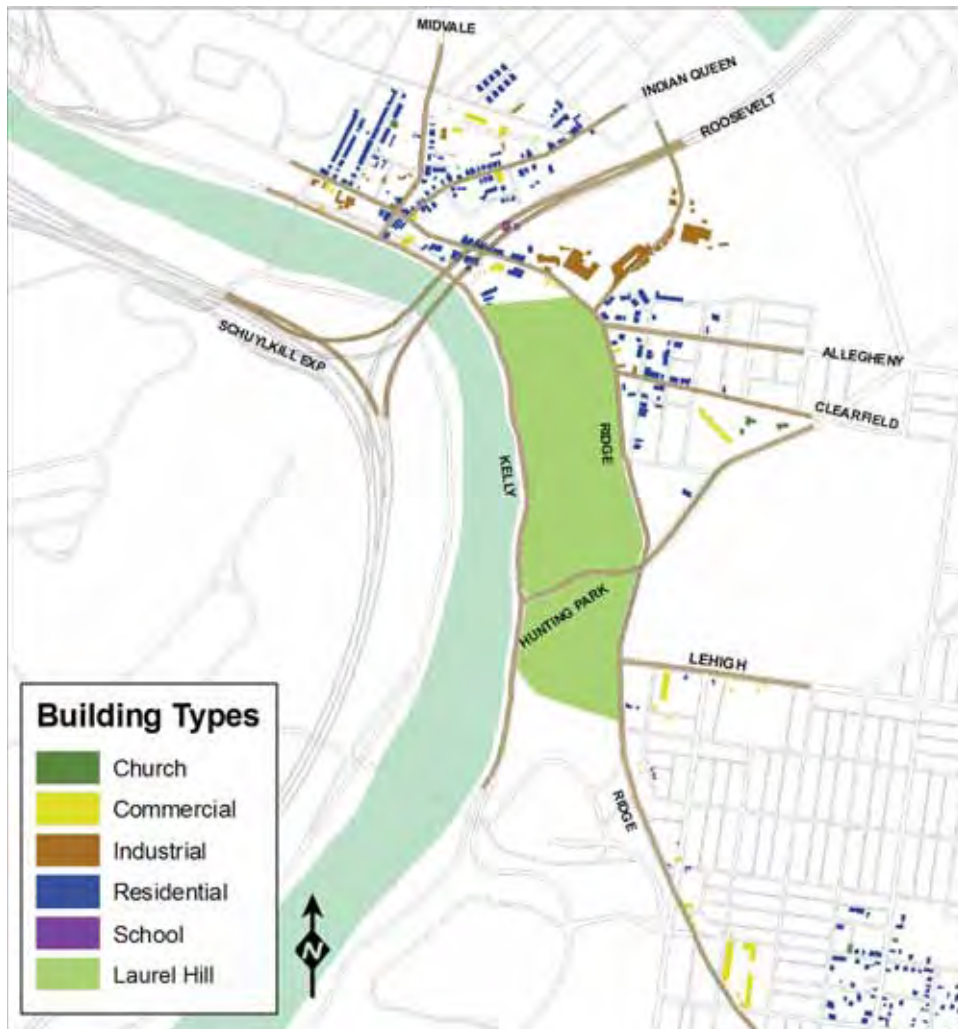 MIDVALE
INDIAN QUEEN
ROOSEVELT
SCHUYLKILL EXP
ALLEGHENY
CLEARFIELD
KELLY
RIDGE
HUNTING PARK
LEHIGH
RIDGE
Building Types
Church
Commercial
Industrial
Residential
School
Laurel Hill
N